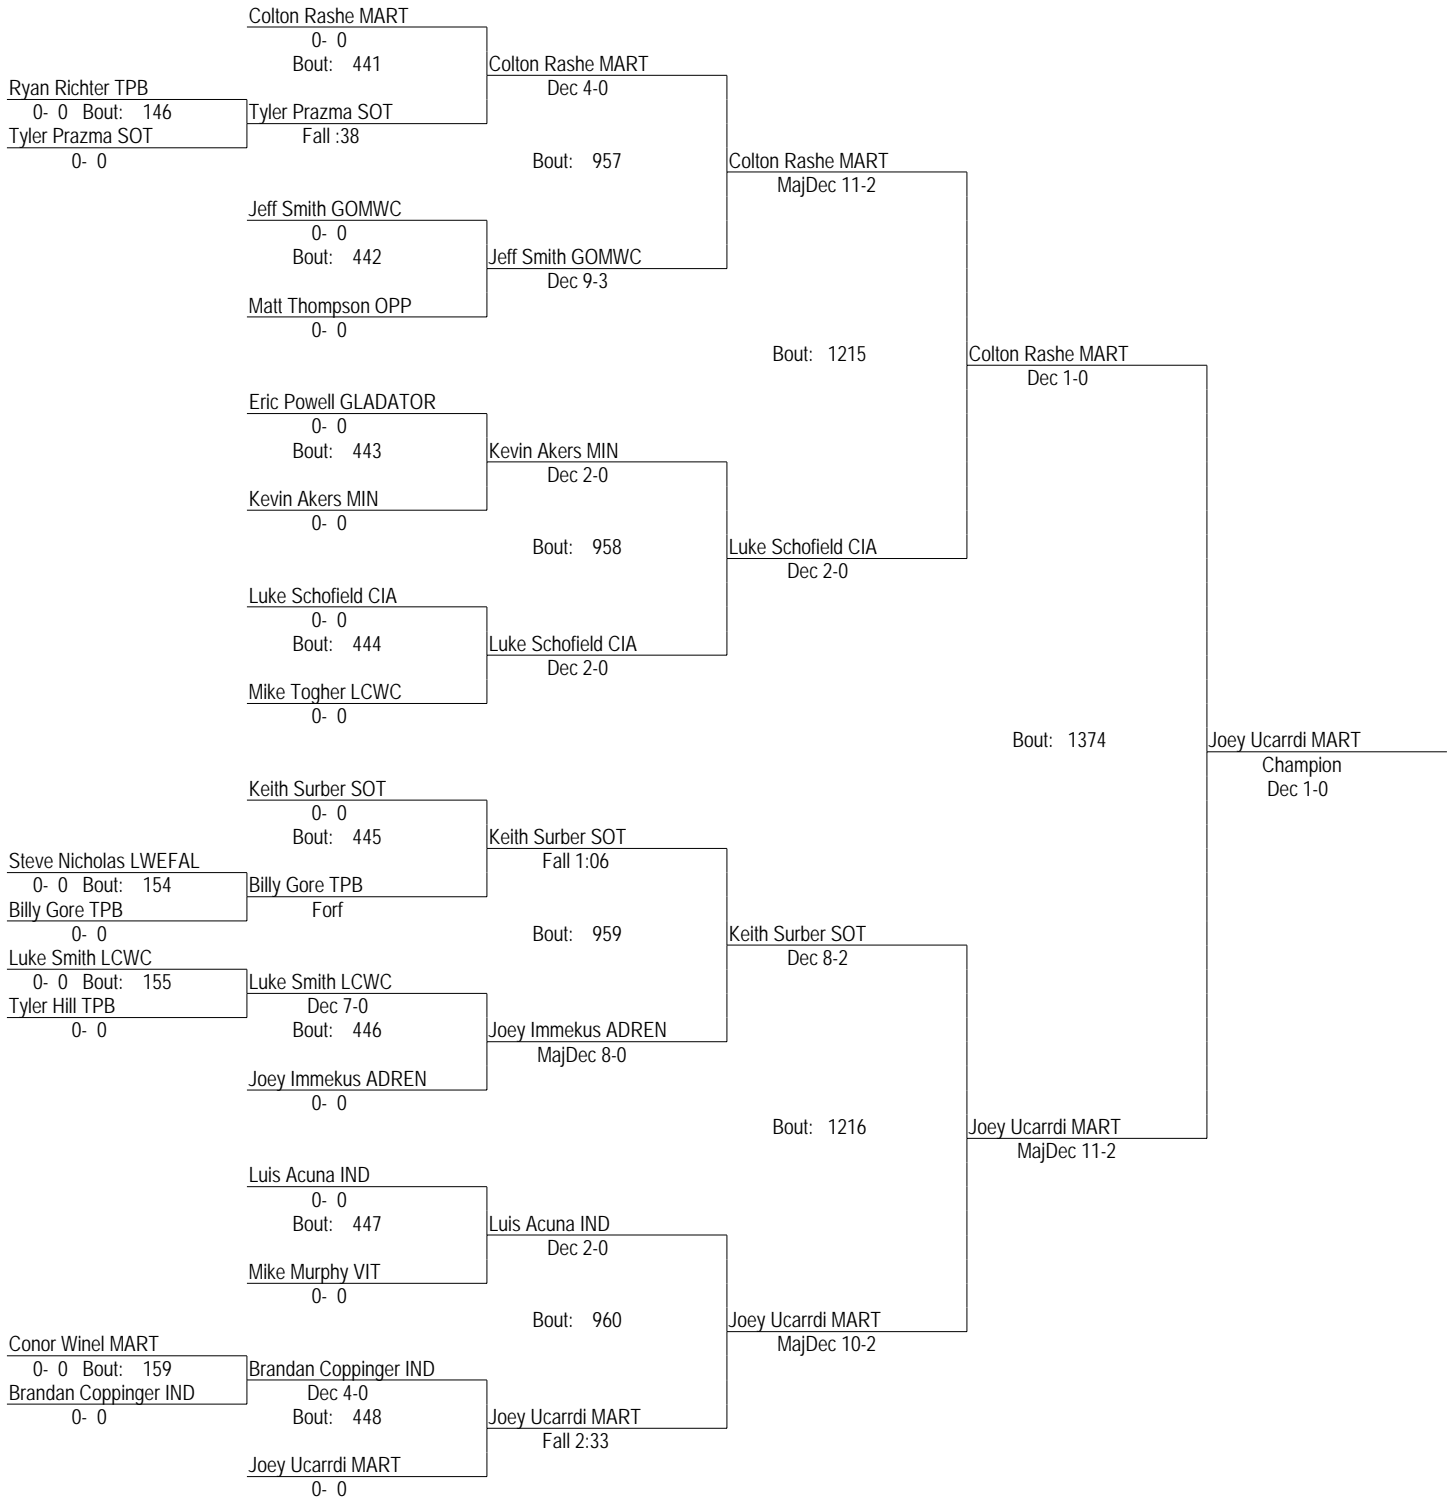 Colton Rashe MART
0- 0
Bout: 441
Colton Rashe MART
Dec 4-0
Ryan Richter TPB
0- 0 Bout: 146
Tyler Prazma SOT
Tyler Prazma SOT
Fall :38
0- 0
Bout: 957
Colton Rashe MART
MajDec 11-2
Jeff Smith GOMWC
0- 0
Bout: 442
Jeff Smith GOMWC
Dec 9-3
Matt Thompson OPP
0- 0
Bout: 1215
Colton Rashe MART
Dec 1-0
Eric Powell GLADATOR
0- 0
Bout: 443
Kevin Akers MIN
Dec 2-0
Kevin Akers MIN
0- 0
Bout: 958
Luke Schofield CIA
Dec 2-0
Luke Schofield CIA
0- 0
Bout: 444
Luke Schofield CIA
Dec 2-0
Mike Togher LCWC
0- 0
Bout: 1374
Joey Ucarrdi MART
Champion
Dec 1-0
Keith Surber SOT
0- 0
Bout: 445
Keith Surber SOT
Fall 1:06
Steve Nicholas LWEFAL
0- 0 Bout: 154
Billy Gore TPB
Billy Gore TPB
Forf
0- 0
Bout: 959
Keith Surber SOT
Dec 8-2
Luke Smith LCWC
0- 0 Bout: 155
Luke Smith LCWC
Tyler Hill TPB
Dec 7-0
0- 0
Bout: 446
Joey Immekus ADREN
MajDec 8-0
Joey Immekus ADREN
0- 0
Bout: 1216
Joey Ucarrdi MART
MajDec 11-2
Luis Acuna IND
0- 0
Bout: 447
Luis Acuna IND
Dec 2-0
Mike Murphy VIT
0- 0
Bout: 960
Joey Ucarrdi MART
MajDec 10-2
Conor Winel MART
0- 0 Bout: 159
Brandan Coppinger IND
Brandan Coppinger IND
Dec 4-0
0- 0
Bout: 448
Joey Ucarrdi MART
Fall 2:33
Joey Ucarrdi MART
0- 0